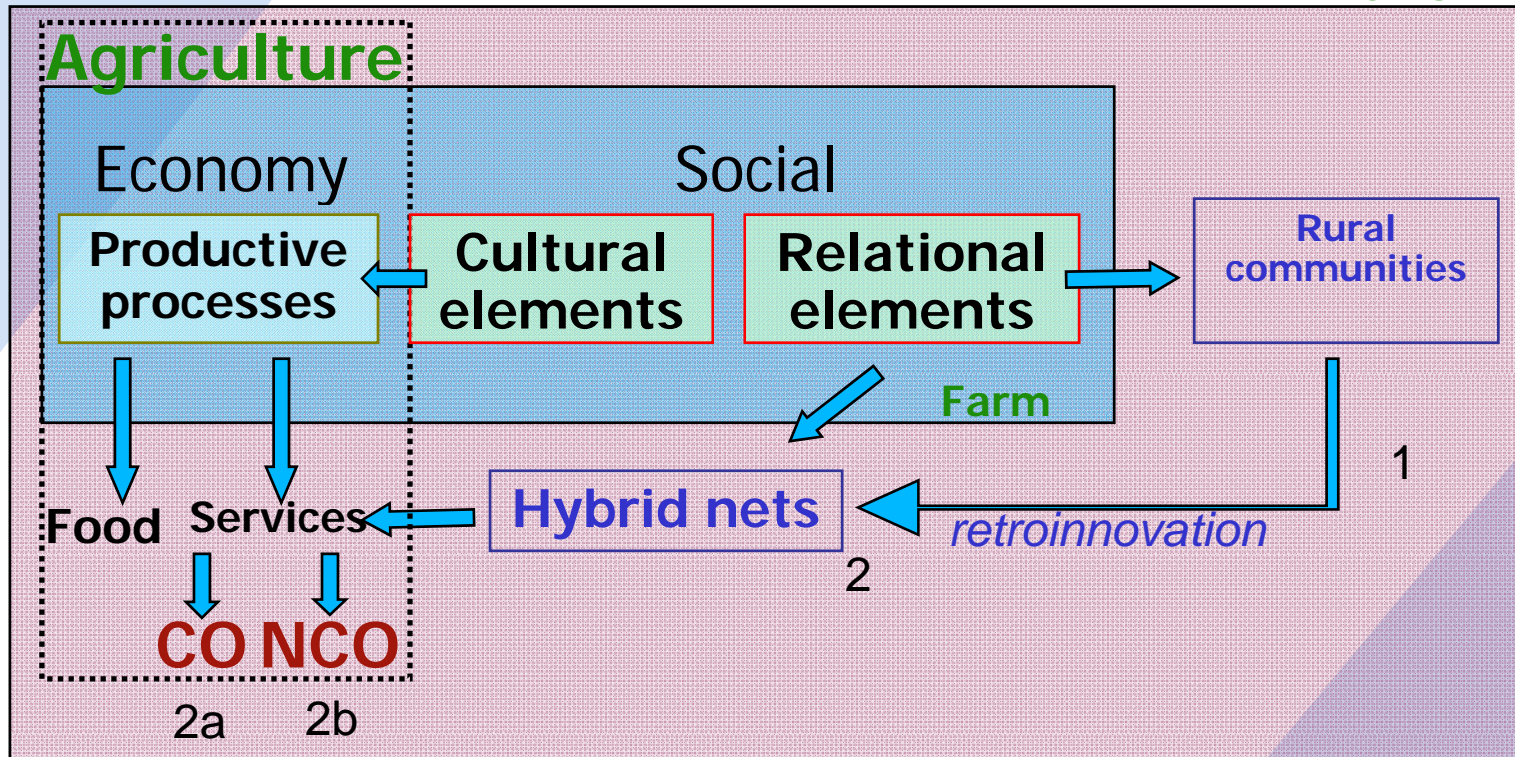 Agriculture
Economy
Social
Productive
processes
Cultural
elements
Relational
elements
Rural
communities
Farm
1
Food
Services
Hybrid nets
retroinnovation
2
CO NCO
2a
2b